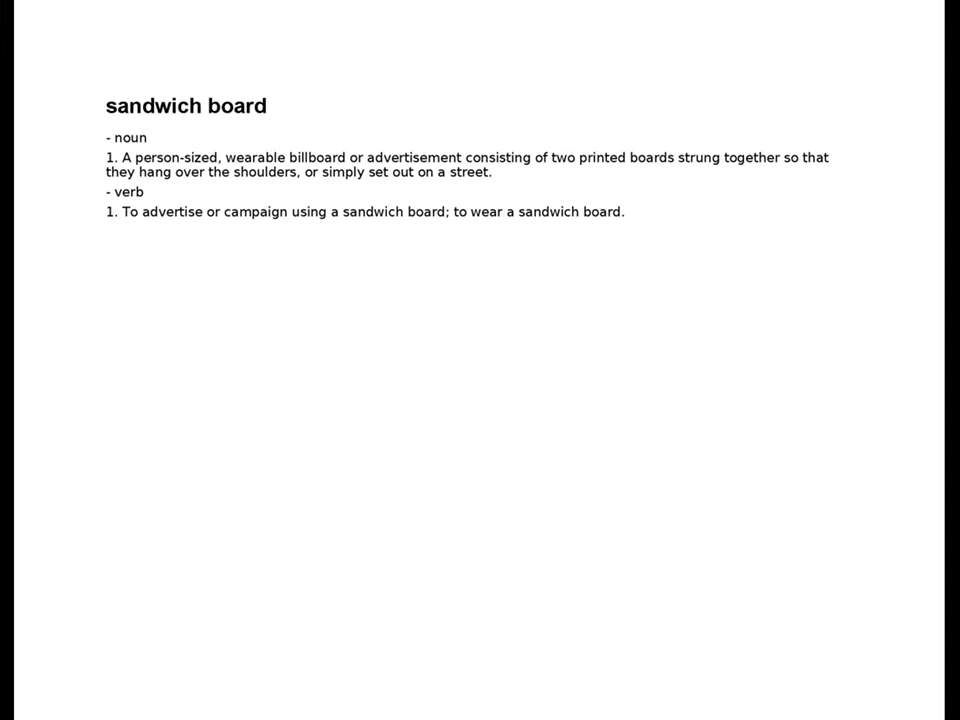 sandwich board
- noun
1. A person-sized, wearable billboard or advertisement consisting of two printed boards strung together so that
they hang over the shoulders, or simply set out on a street.
- verb
1. To advertise or campaign using a sandwich board; to wear a sandwich board.